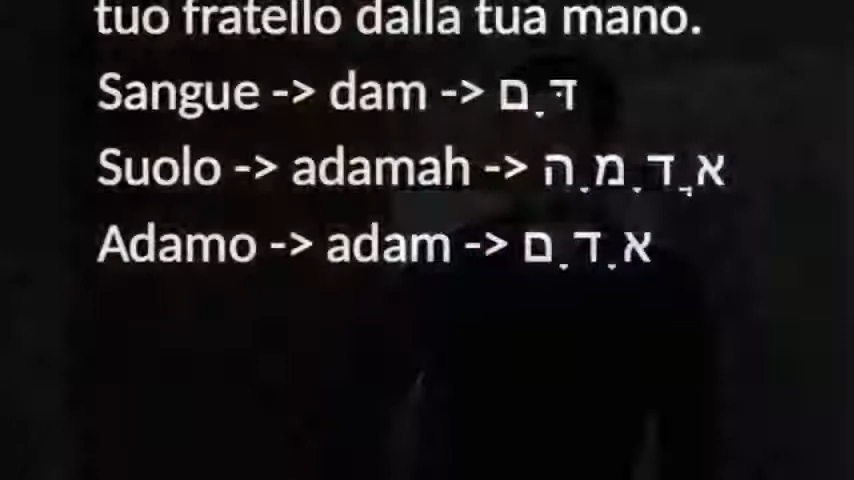 tuo fratello dalla tua mano.
Sangue -> dam -> דָּם
Suolo -> adamah -> אֲדָמָה
Adamo -> adam -> אָדָם